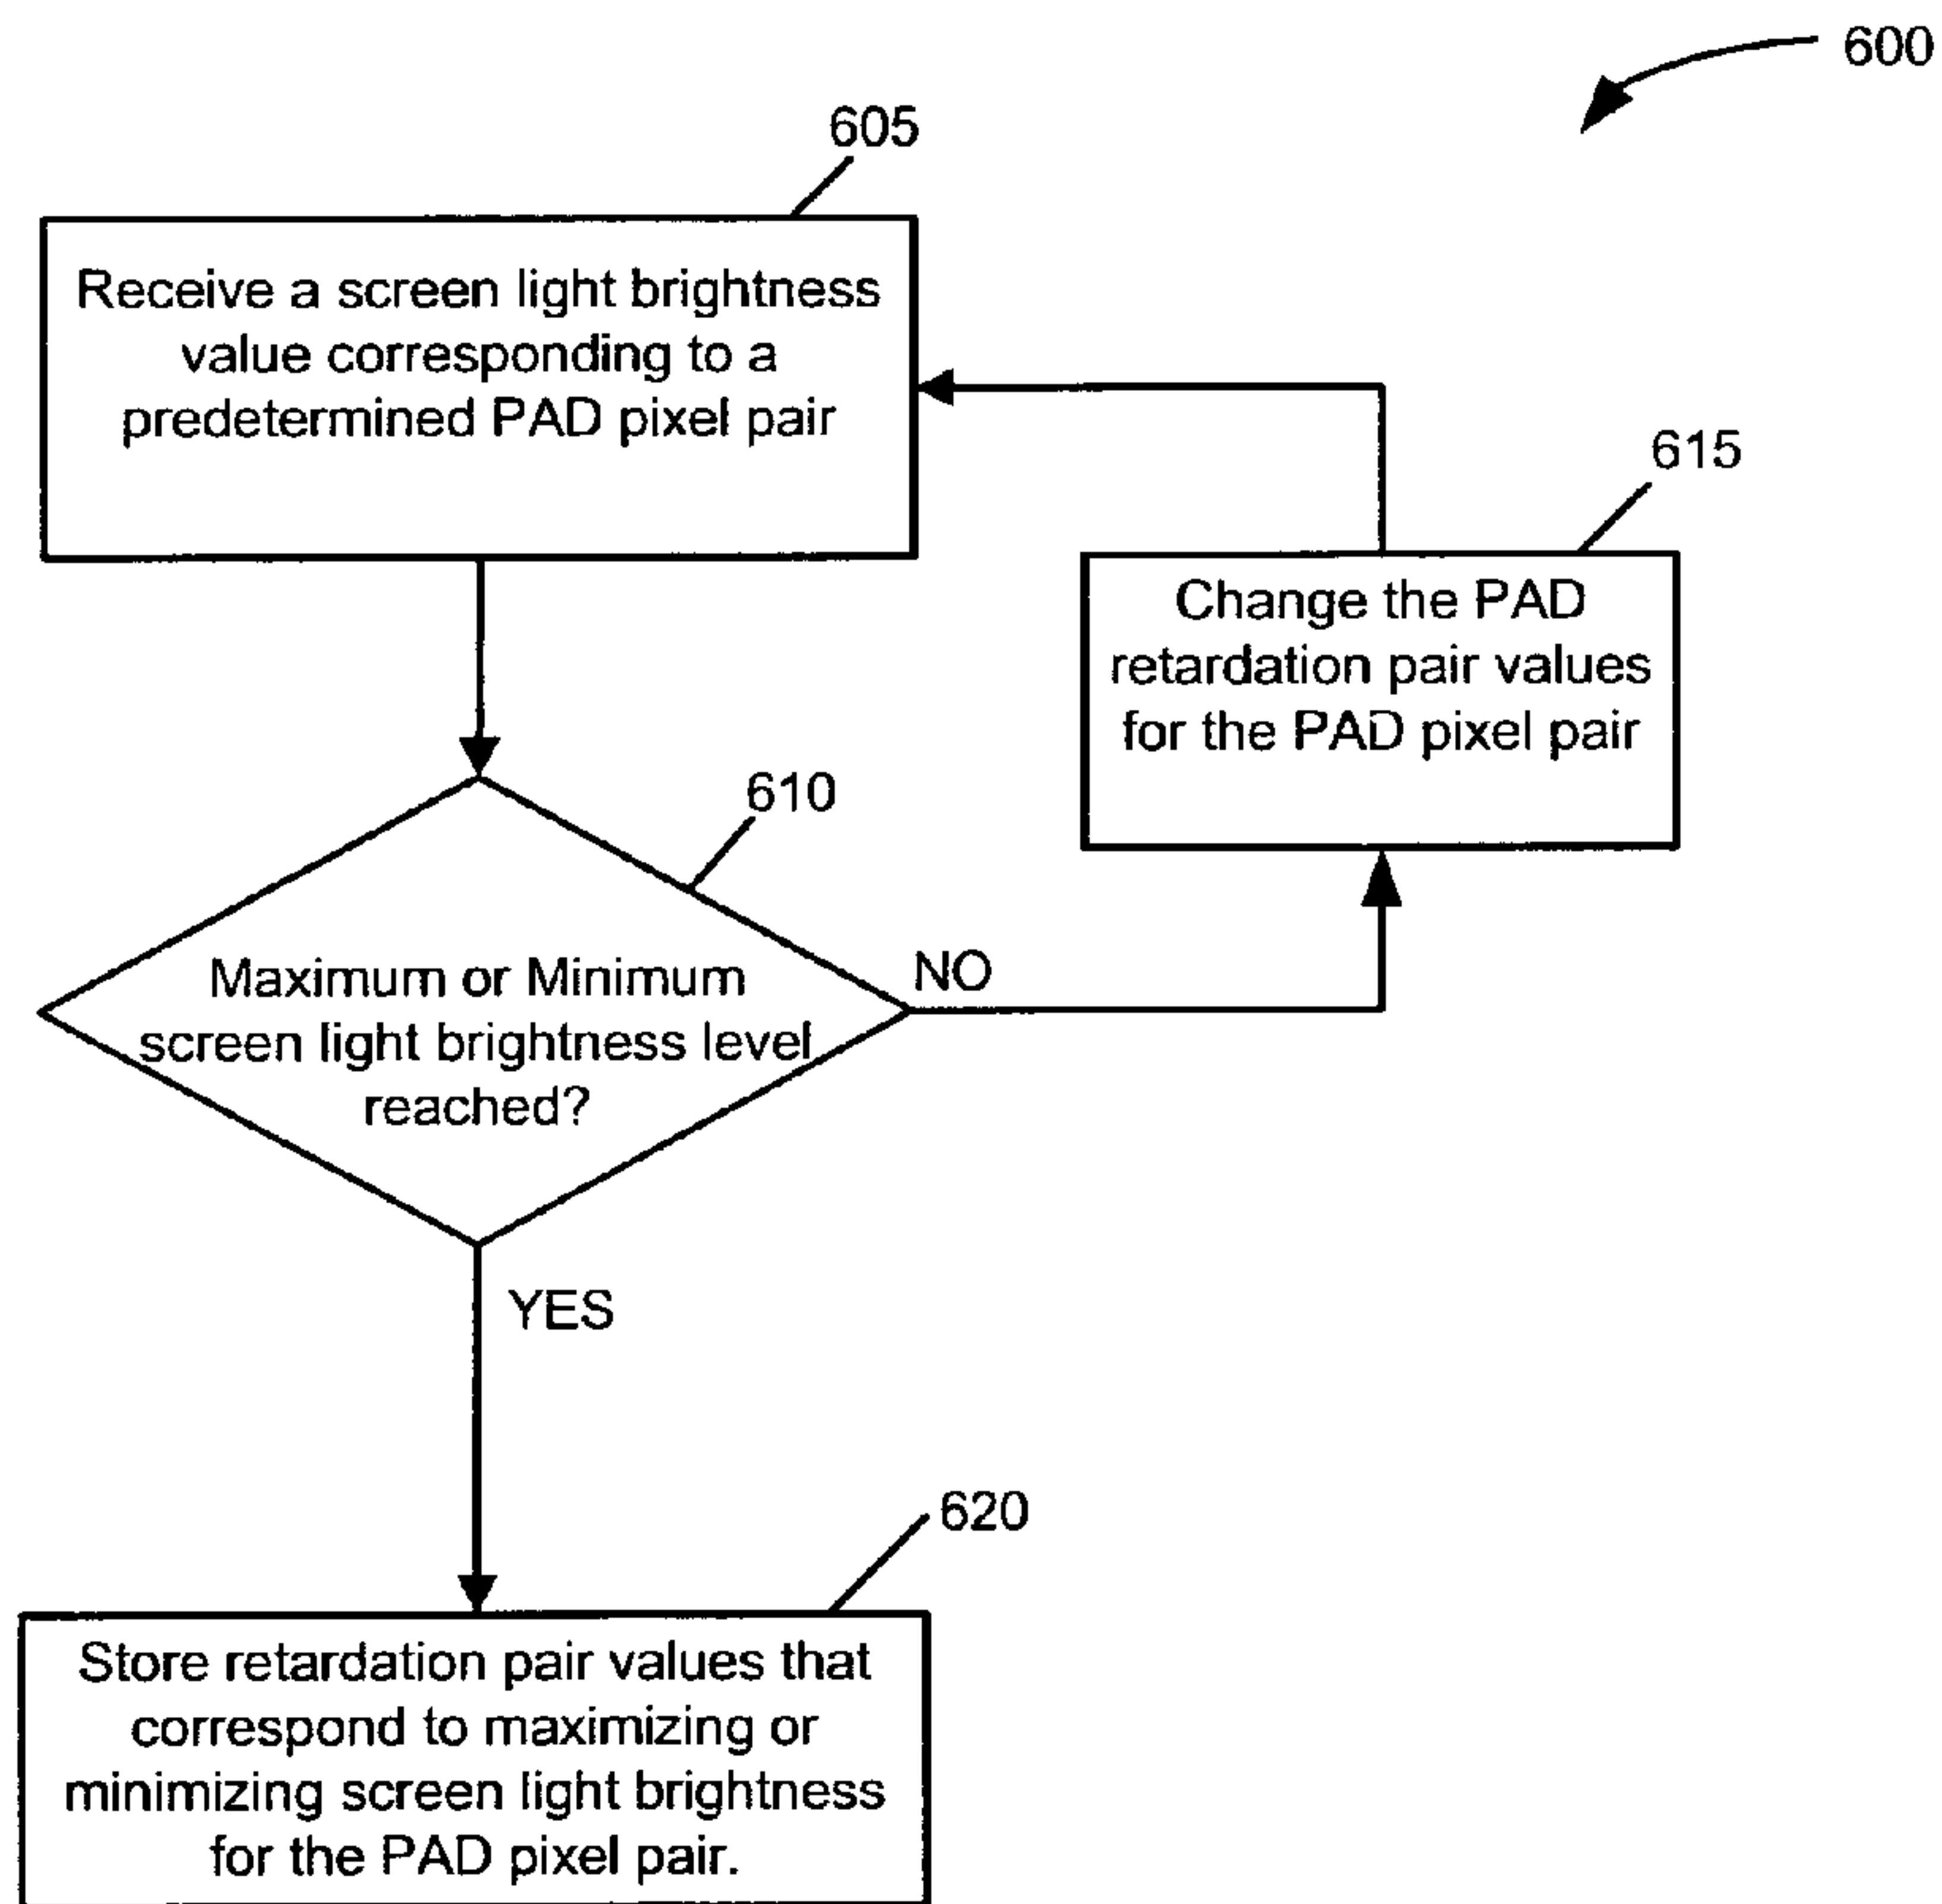 600
605
Receive a screen light brightness
value corresponding to a
predetermined PAD pixel pair
615
Change the PAD
retardation pair values
for the PAD pixel pair
610
Maximum or Minimum
screen light brightness level
reached?
NO
YES
620
Store retardation pair values that
correspond to maximizing or
minimizing screen light brightness
for the PAD pixel pair.